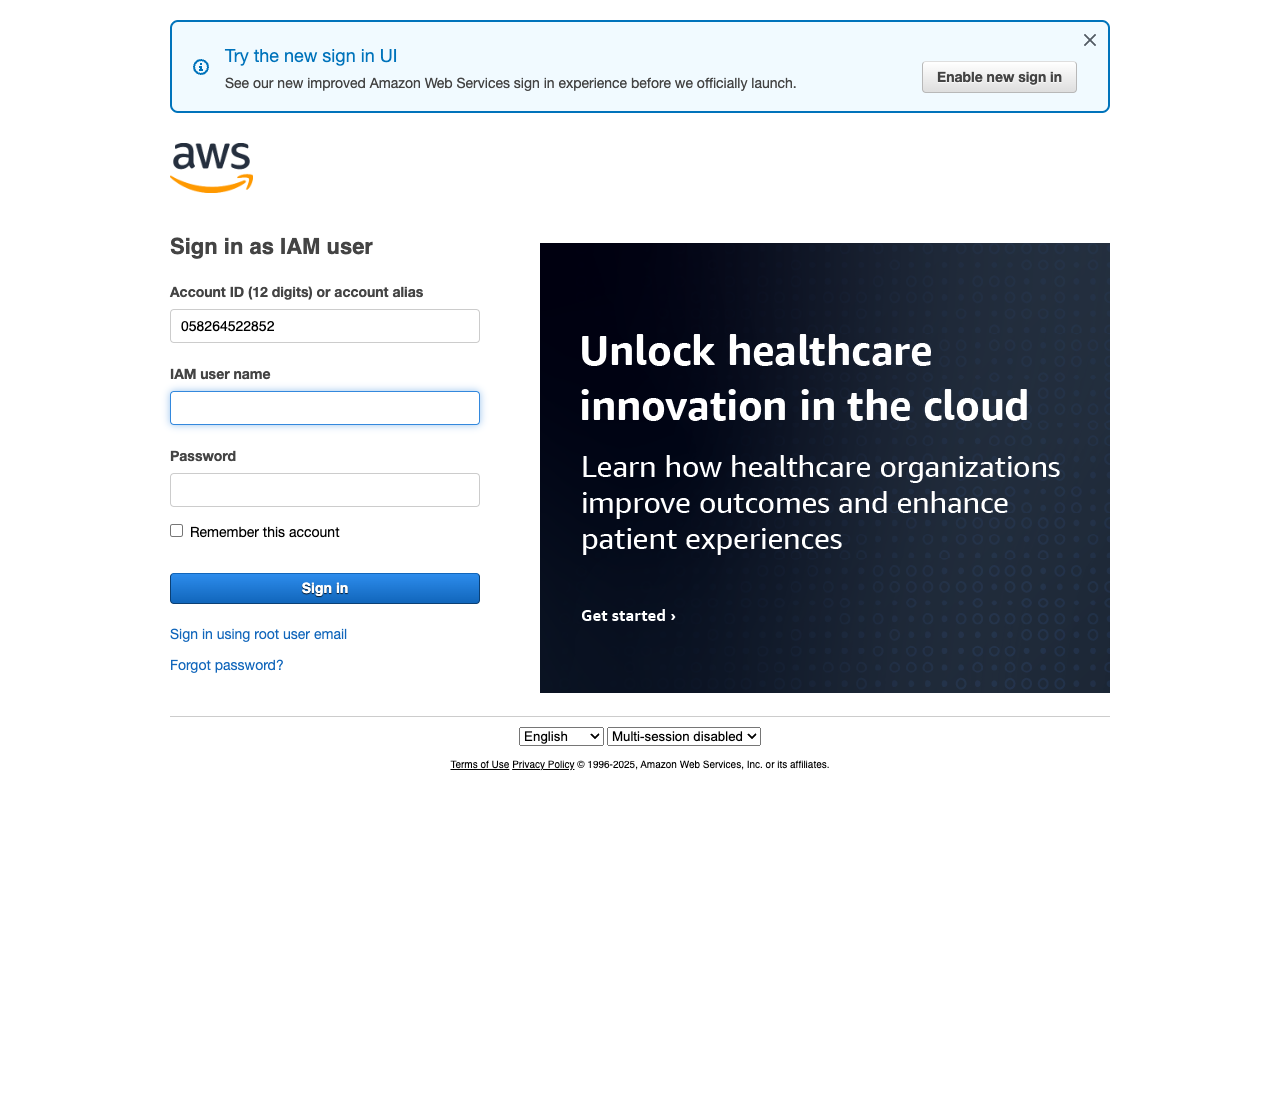 Try the new sign in UI
See our new improved Amazon Web Services sign in experience before we officially launch.
Enable new sign in
aws
Sign in as IAM user
Account ID (12 digits) or account alias
058264522852
IAM user name
Password
Remember this account
Sign in
Sign in using root user email
Forgot password?
Unlock healthcare
innovation in the cloud
Learn how healthcare organizations
improve outcomes and enhance
patient experiences
Get started ›
English
Multi-session disabled
Terms of Use Privacy Policy © 1996-2025, Amazon Web Services, Inc. or its affiliates.